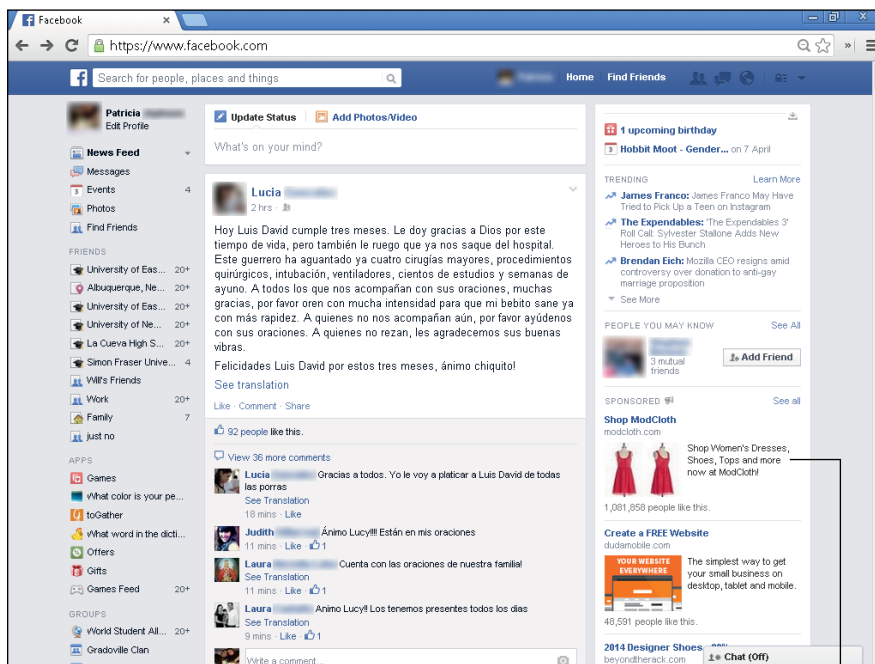 Facebook
https://www.facebook.com
Search for people, places and things
Home Find Friends
Patricia
Edit Profile
News Feed
Messages
Events 4
Photos
Find Friends
FRIENDS
University of Eas... 20+
Albuquerque, Ne... 20+
University of Eas... 20+
University of Ne... 20+
La Cueva High S... 20+
Simon Fraser Unive... 4
Will's Friends
Work 20+
Family 7
just no
APPS
Games
What color is your pe...
toGather
What word in the dicti...
Offers
Gifts
Games Feed 20+
GROUPS
World Student All... 20+
Gradoville Clan
Update Status Add Photos/Video
What's on your mind?
Lucia
2 hrs ·
Hoy Luis David cumple tres meses. Le doy gracias a Dios por este
tiempo de vida, pero también le ruego que ya nos saque del hospital.
Este guerrero ha aguantado ya cuatro cirugías mayores, procedimientos
quirúrgicos, intubación, ventiladores, cientos de estudios y semanas de
ayuno. A todos los que nos acompañan con sus oraciones, muchas
gracias, por favor oren con mucha intensidad para que mi bebito sane ya
con más rapidez. A quienes no nos acompañan aún, por favor ayúdenos
con sus oraciones. A quienes no rezan, les agradecemos sus buenas
vibras.
Felicidades Luis David por estos tres meses, ánimo chiquito!
See translation
Like · Comment · Share
92 people like this.
View 36 more comments
Lucia Gracias a todos. Yo le voy a platicar a Luis David de todas
las porras
See Translation
18 mins · Like
Judith Ánimo Lucy!!!! Están en mis oraciones
11 mins · Like · 1
Laura Cuenta con las oraciones de nuestra familia!
See Translation
11 mins · Like · 1
Laura Animo Lucy!! Los tenemos presentes todos los dias
See Translation
9 mins · Like · 1
Write a comment...
1 upcoming birthday
3 Hobbit Moot - Gender... on 7 April
TRENDING Learn More
James Franco: James Franco May Have
Tried to Pick Up a Teen on Instagram
The Expendables: 'The Expendables 3'
Roll Call: Sylvester Stallone Adds New
Heroes to His Bunch
Brendan Eich: Mozilla CEO resigns amid
controversy over donation to anti-gay
marriage proposition
See More
PEOPLE YOU MAY KNOW See All
3 mutual
friends
Add Friend
SPONSORED See all
Shop ModCloth
modcloth.com
Shop Women's Dresses,
Shoes, Tops and more
now at ModCloth!
1,081,858 people like this.
Create a FREE Website
dudamobile.com
YOUR WEBSITE
EVERYWHERE
The simplest way to get
your small business on
desktop, tablet and mobile.
48,591 people like this.
2014 Designer Shoes
beyondtherack.com
Chat (Off)